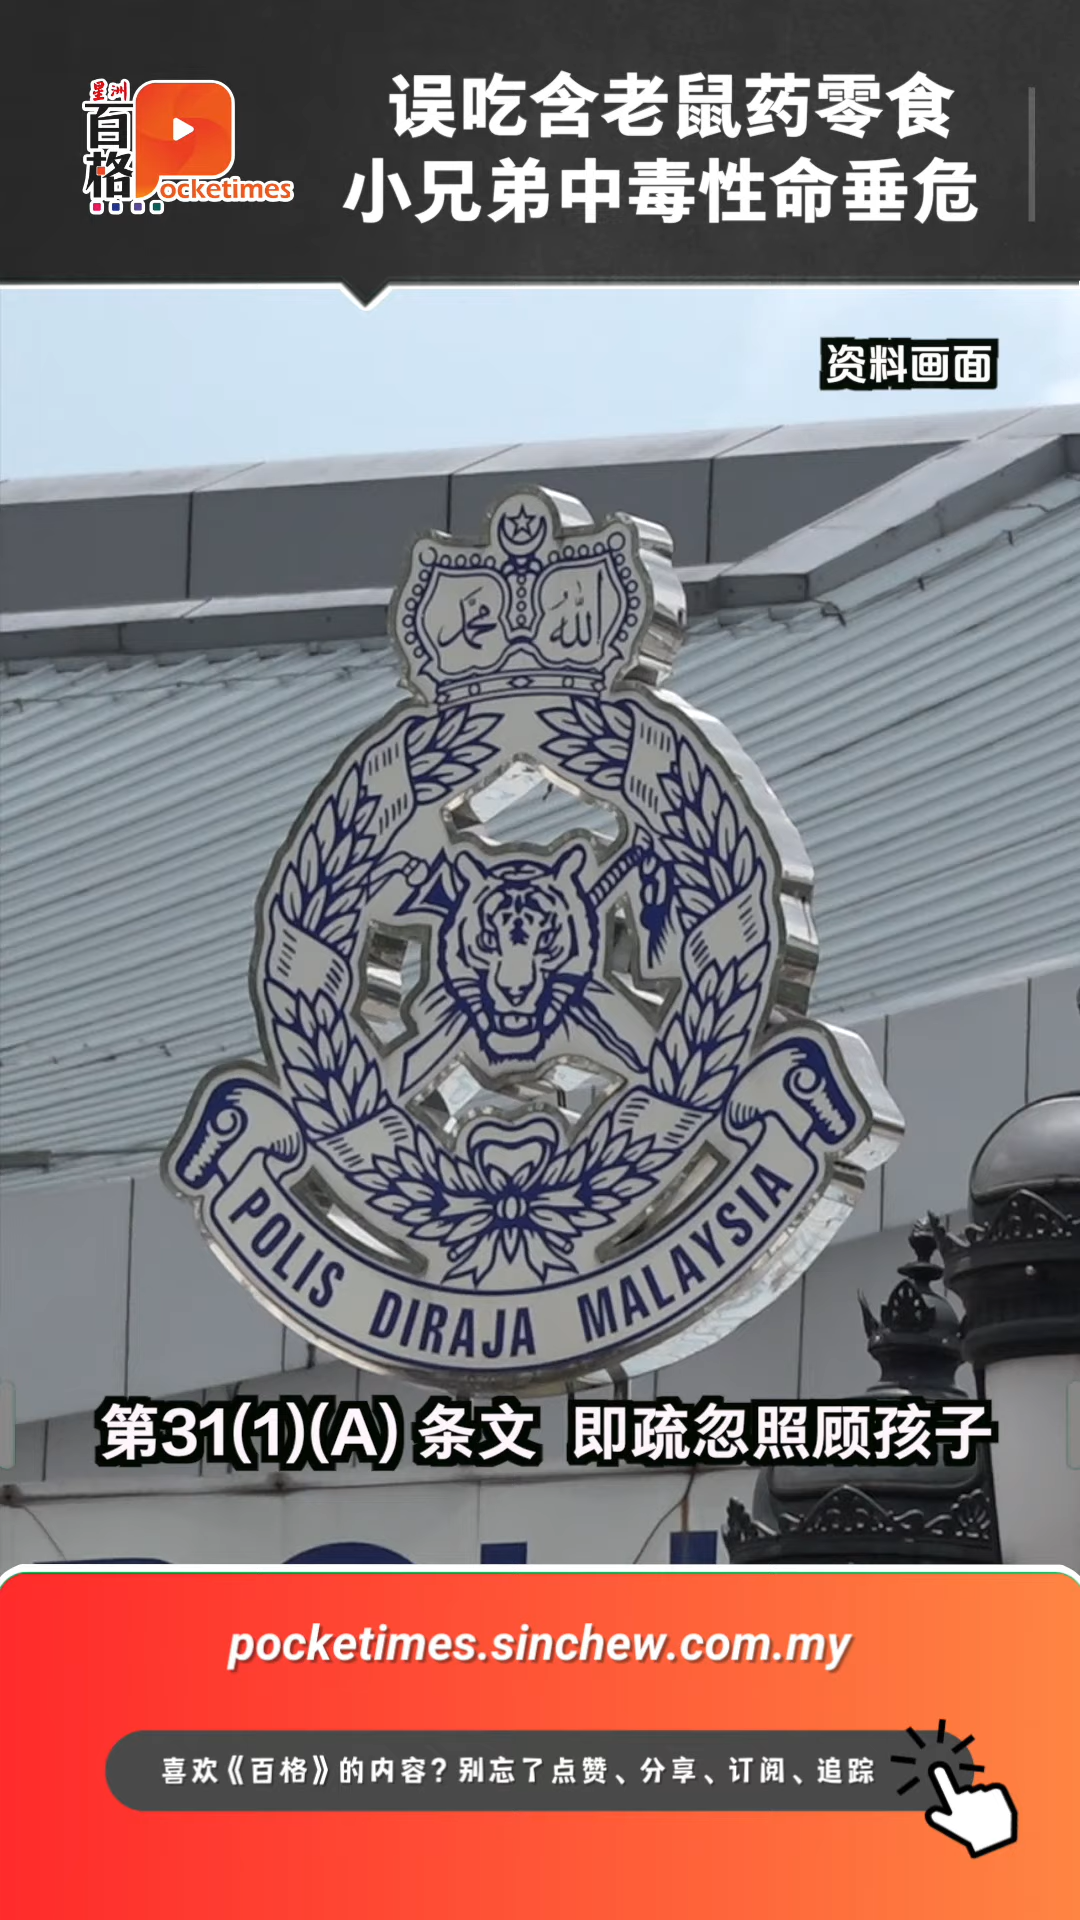 星洲
百格
Pocketimes
误吃含老鼠药零食
小兄弟中毒性命垂危
资料画面
محمد
الله
POLIS DIRAJA MALAYSIA
第31(1)(A) 条文 即疏忽照顾孩子
pocketimes.sinchew.com.my
喜欢《百格》的内容？别忘了点赞、分享、订阅、追踪